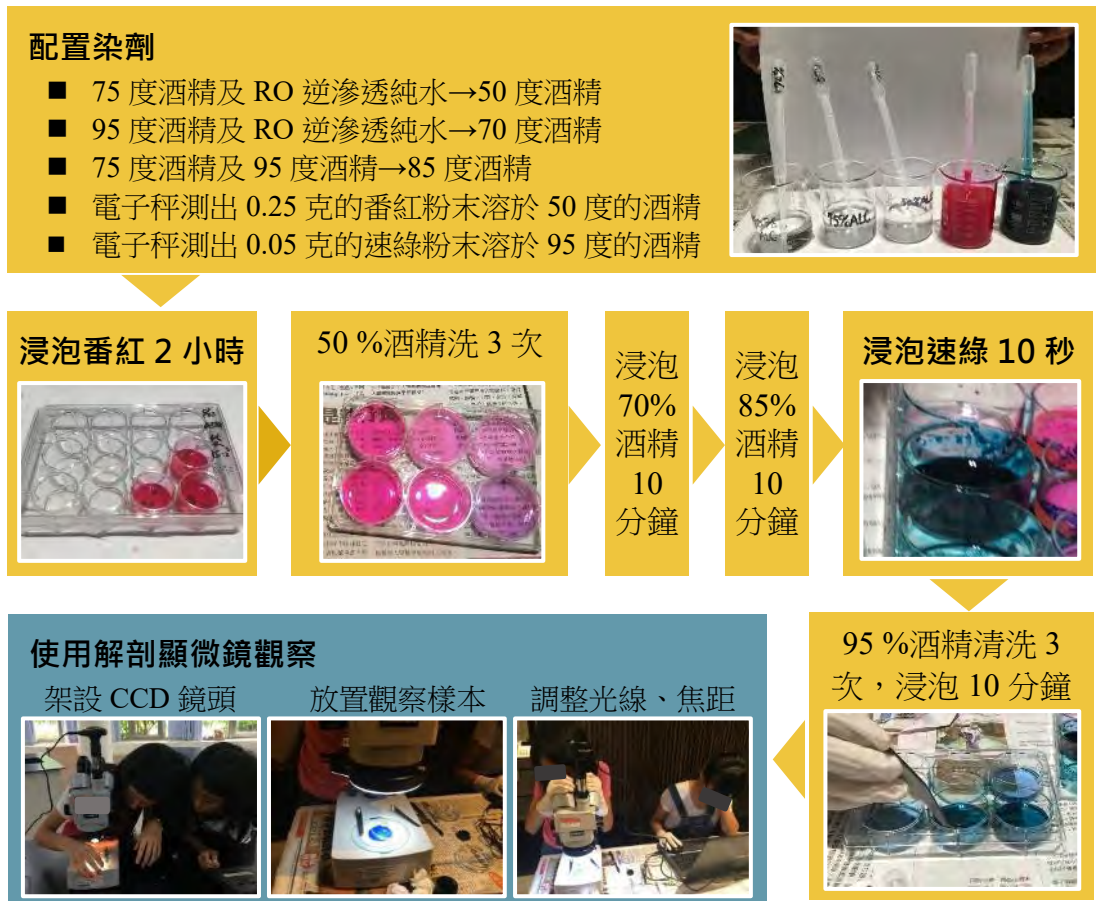 配置染劑
■ 75 度酒精及 RO 逆滲透純水→50 度酒精
■ 95 度酒精及 RO 逆滲透純水→70 度酒精
■ 75 度酒精及 95 度酒精→85 度酒精
■ 電子秤測出 0.25 克的番紅粉末溶於 50 度的酒精
■ 電子秤測出 0.05 克的速綠粉末溶於 95 度的酒精
95%ALC
浸泡番紅 2 小時
50 %酒精洗 3 次
浸泡
70%
酒精
10
分鐘
浸泡
85%
酒精
10
分鐘
浸泡速綠 10 秒
95 %酒精清洗 3
次，浸泡 10 分鐘
使用解剖顯微鏡觀察
架設 CCD 鏡頭
放置觀察樣本
調整光線、焦距